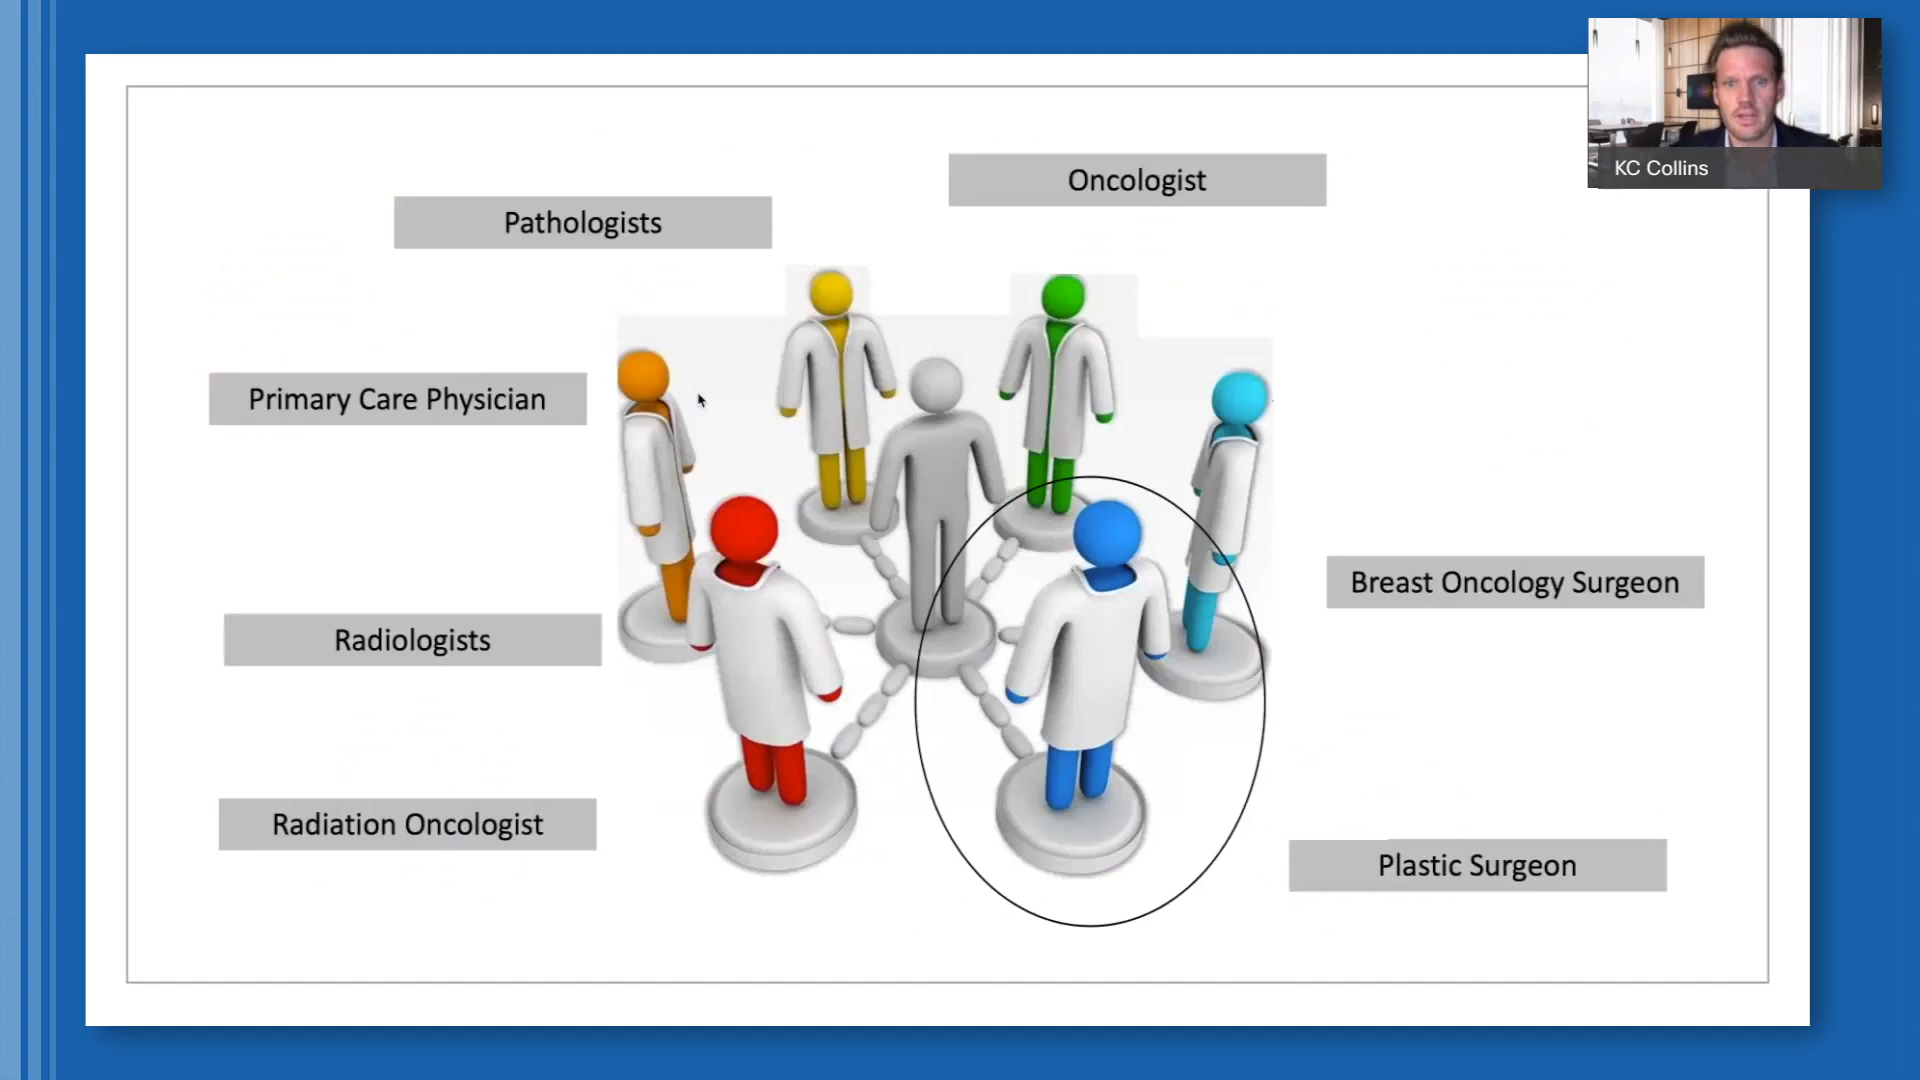 KC Collins
Oncologist
Pathologists
Primary Care Physician
Breast Oncology Surgeon
Radiologists
Radiation Oncologist
Plastic Surgeon